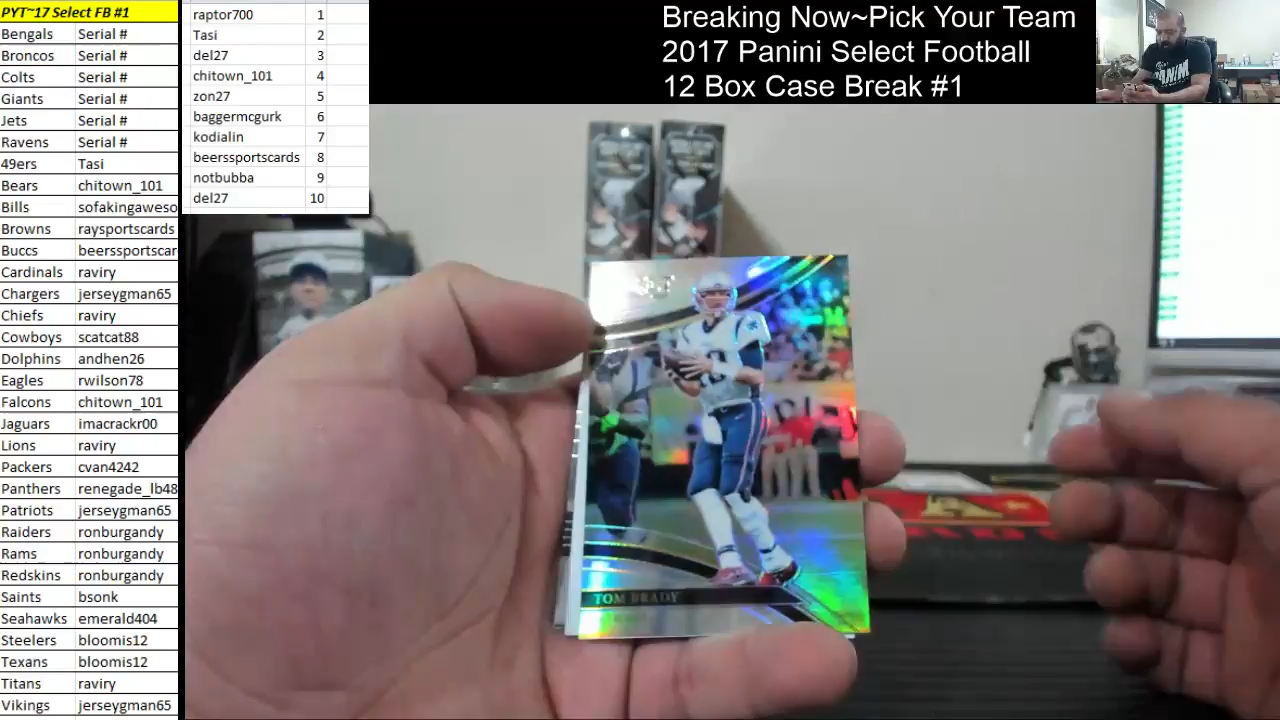 PYT~17 Select FB #1
Bengals Serial #
Broncos Serial #
Colts Serial #
Giants Serial #
Jets Serial #
Ravens Serial #
49ers Tasi
Bears chitown_101
Bills sofakingaweso
Browns raysportscards
Buccs beerssportscar
Cardinals raviry
Chargers jerseygman65
Chiefs raviry
Cowboys scatcat88
Dolphins andhen26
Eagles rwilson78
Falcons chitown_101
Jaguars imacrackr00
Lions raviry
Packers cvan4242
Panthers renegade_lb48
Patriots jerseygman65
Raiders ronburgandy
Rams ronburgandy
Redskins ronburgandy
Saints bsonk
Seahawks emerald404
Steelers bloomis12
Texans bloomis12
Titans raviry
Vikings jerseygman65
raptor700 1
Tasi 2
del27 3
chitown_101 4
zon27 5
baggermcgurk 6
kodialin 7
beerssportscards 8
notbubba 9
del27 10
Breaking Now~Pick Your Team
2017 Panini Select Football
12 Box Case Break #1
TOM BRADY